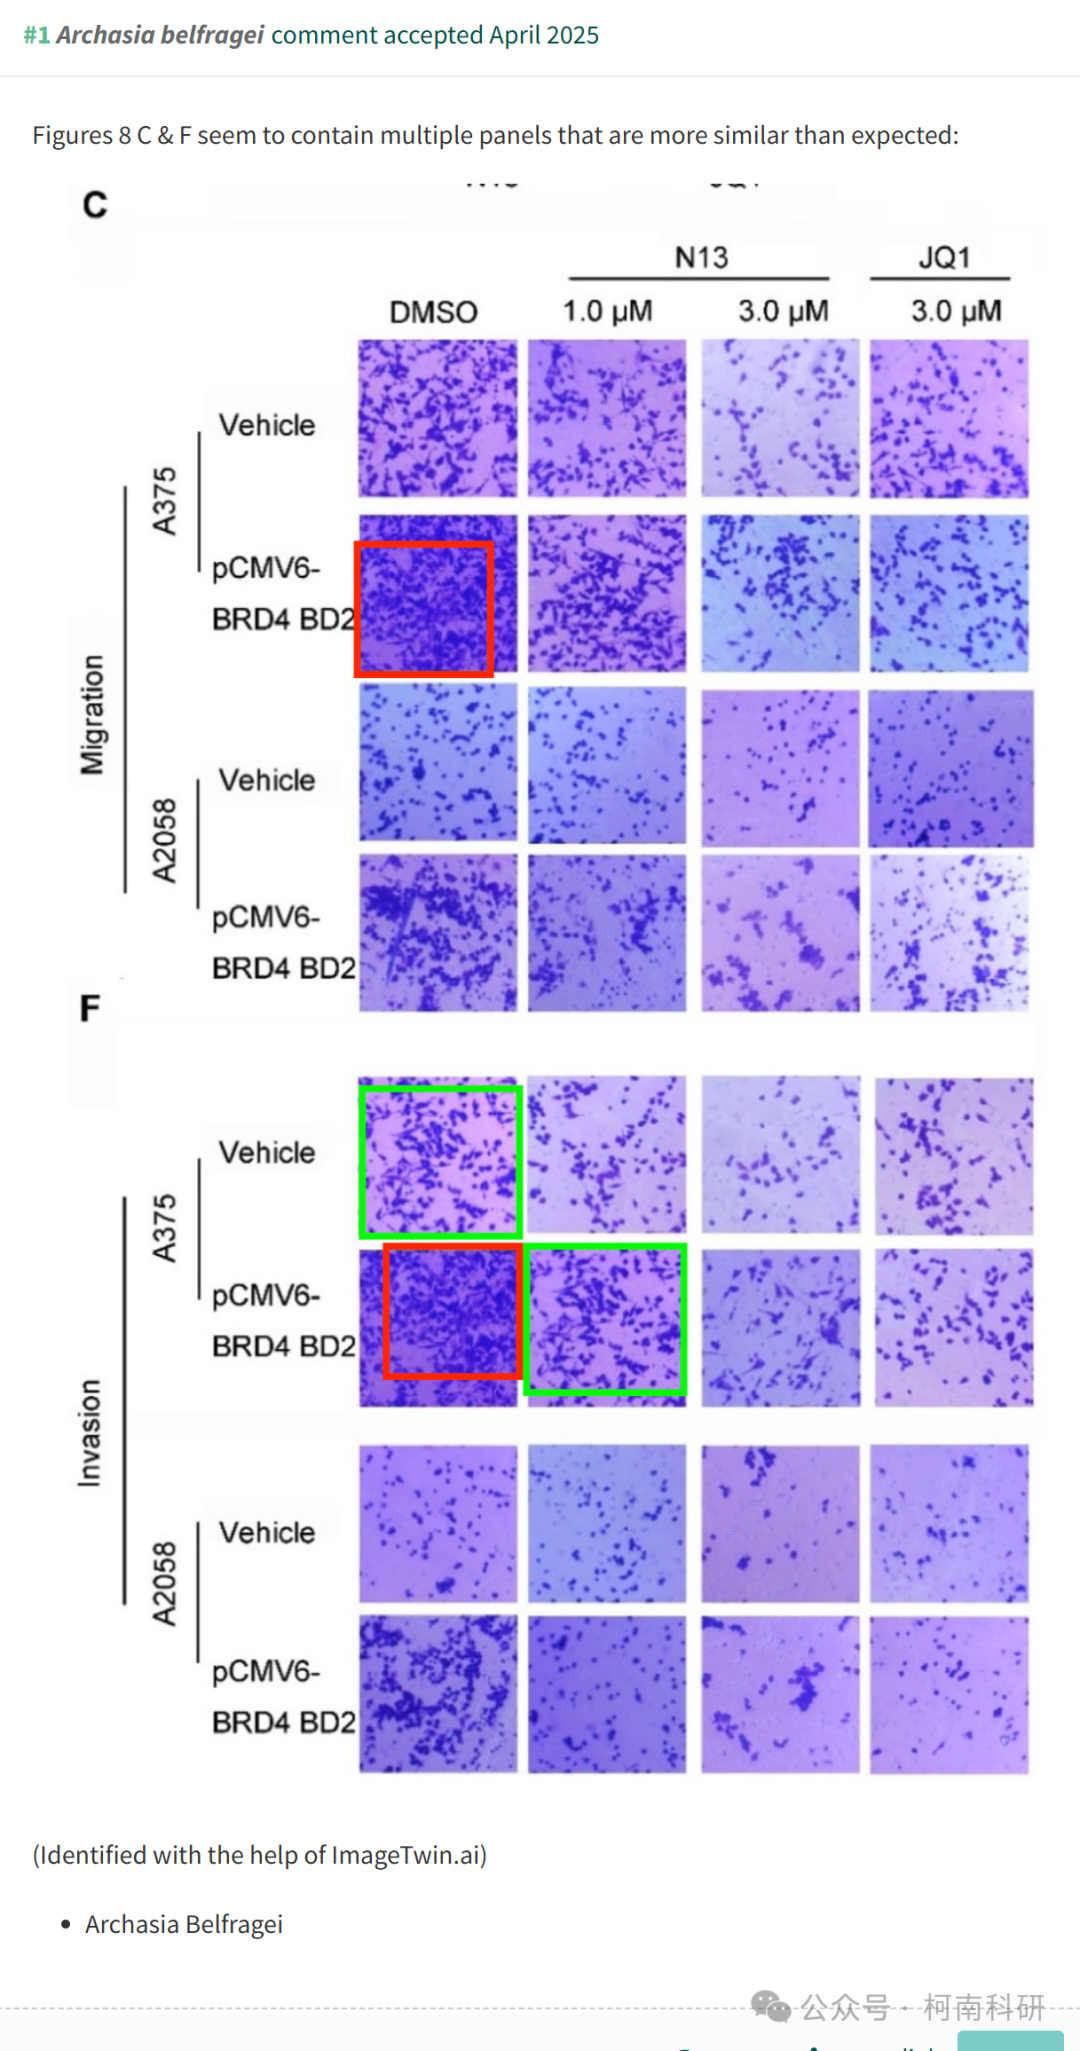 #1 Archasia belfragei comment accepted April 2025
Figures 8 C & F seem to contain multiple panels that are more similar than expected:
C
N13 JQ1
DMSO 1.0 µM 3.0 µM 3.0 µM
Vehicle
A375
pCMV6-
BRD4 BD2
Migration
Vehicle
A2058
pCMV6-
BRD4 BD2
F
Vehicle
A375
pCMV6-
BRD4 BD2
Invasion
Vehicle
A2058
pCMV6-
BRD4 BD2
(Identified with the help of ImageTwin.ai)
• Archasia Belfragei
公众号 · 柯南科研